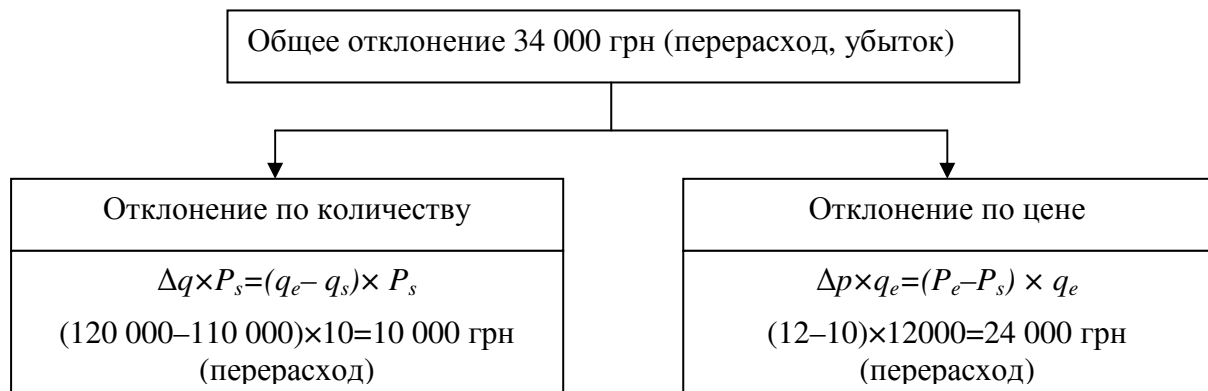 Общее отклонение 34 000 грн (перерасход, убыток)
Отклонение по количеству
Δq×Pₛ=(qₑ– qₛ)× Pₛ
(120 000–110 000)×10=10 000 грн
(перерасход)
Отклонение по цене
Δp×qₑ=(Pₑ–Pₛ) × qₑ
(12–10)×12000=24 000 грн
(перерасход)